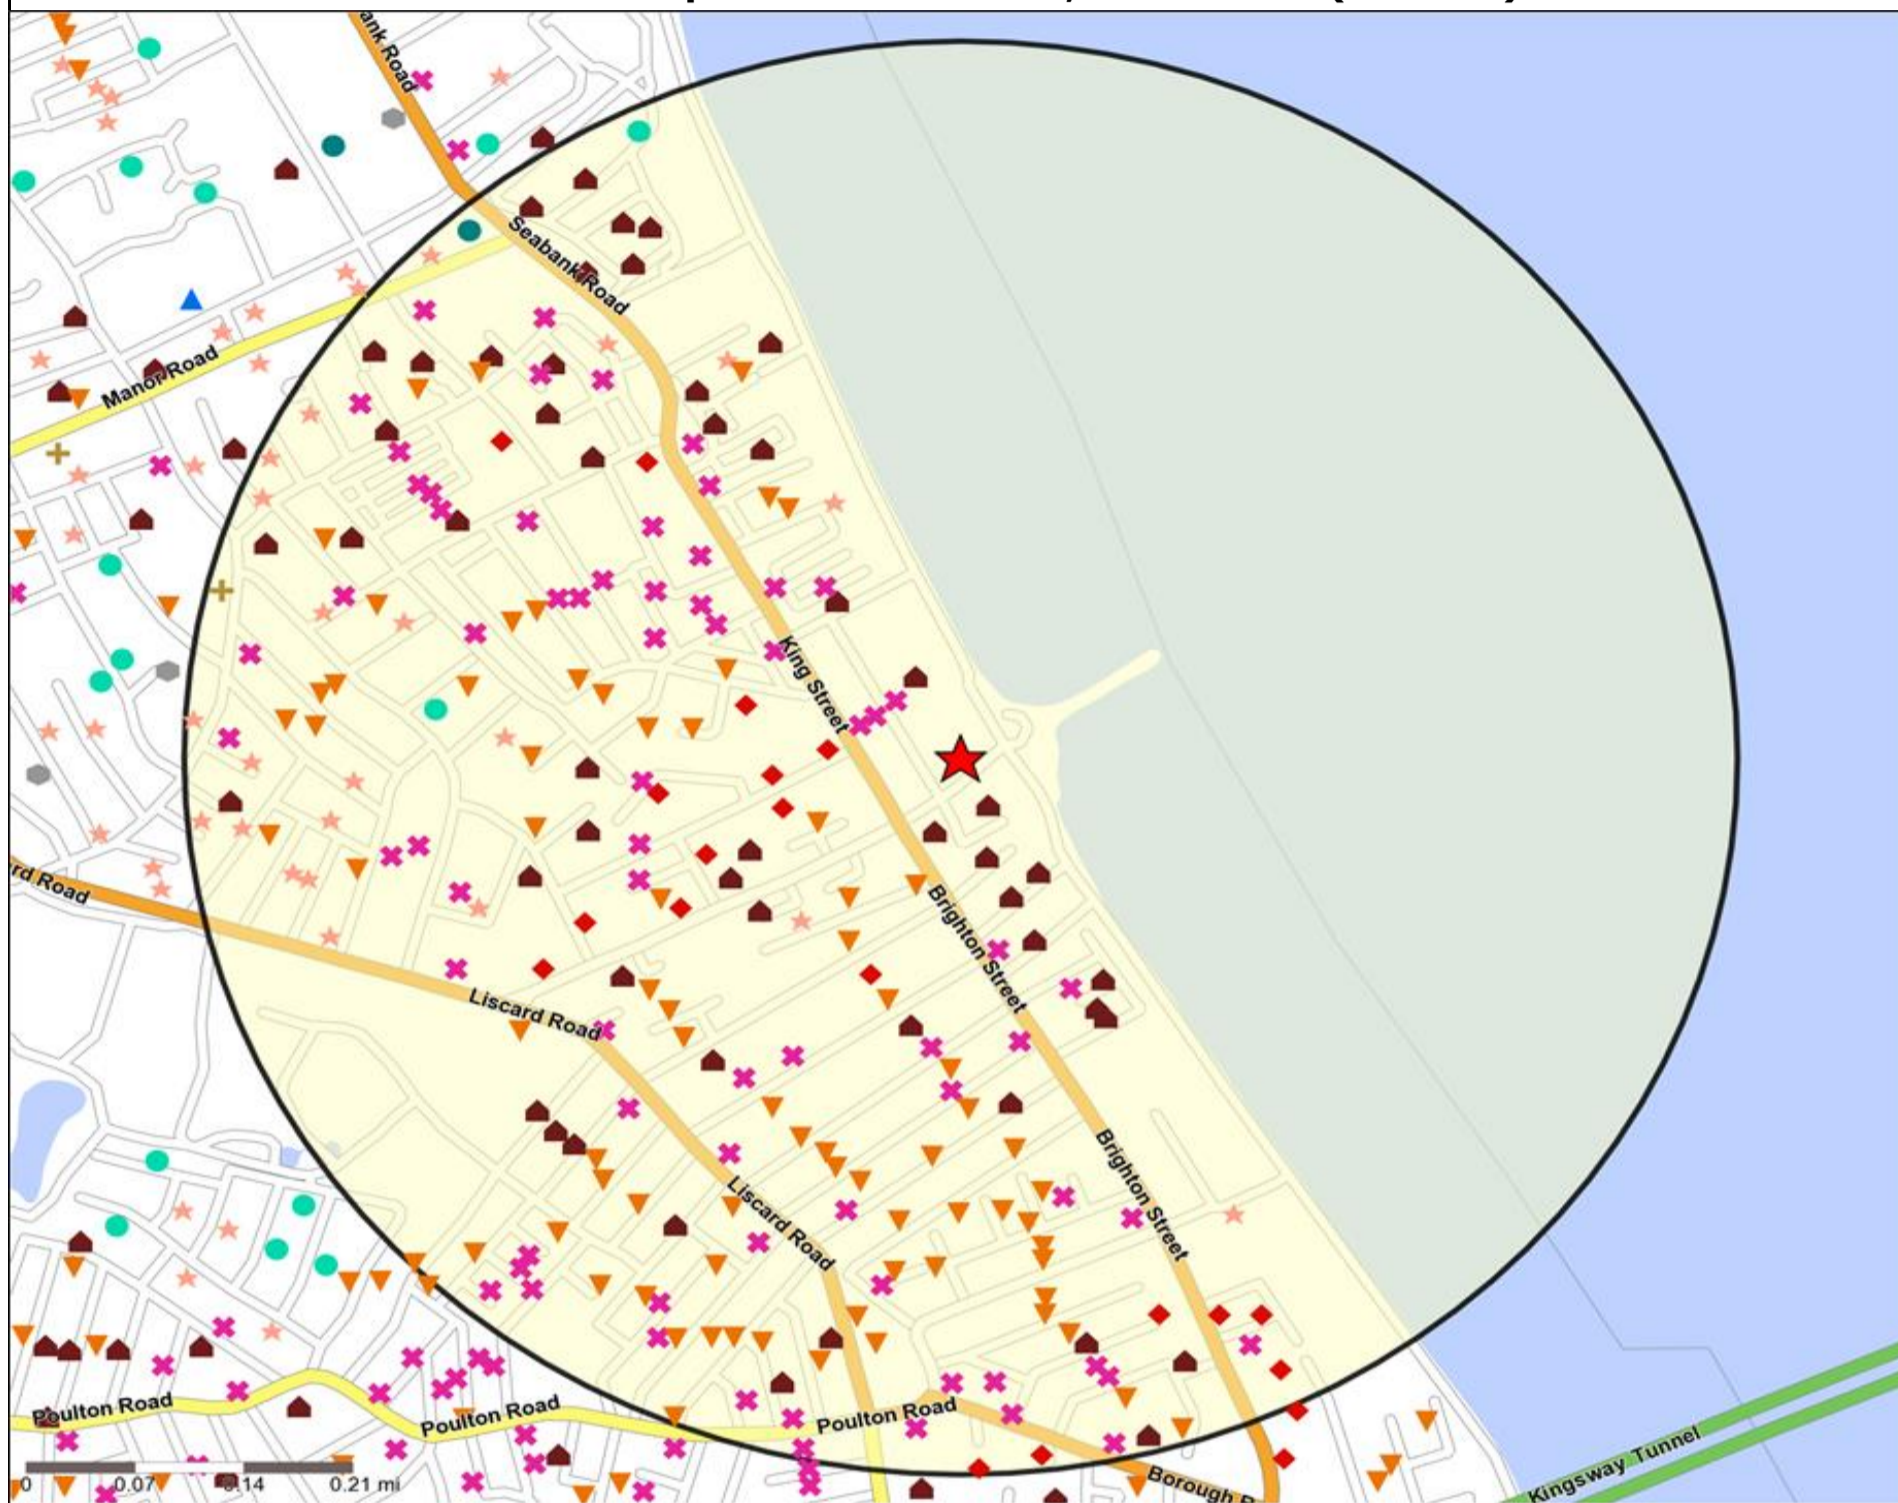 ank Road
Seabank Road
Manor Road
King Street
rd Road
Brighton Street
Liscard Road
Brighton Street
Liscard Road
Poulton Road
Poulton Road
Poulton Road
Borough
Kingsway Tunnel
0 0.07 0.14 0.21 mi